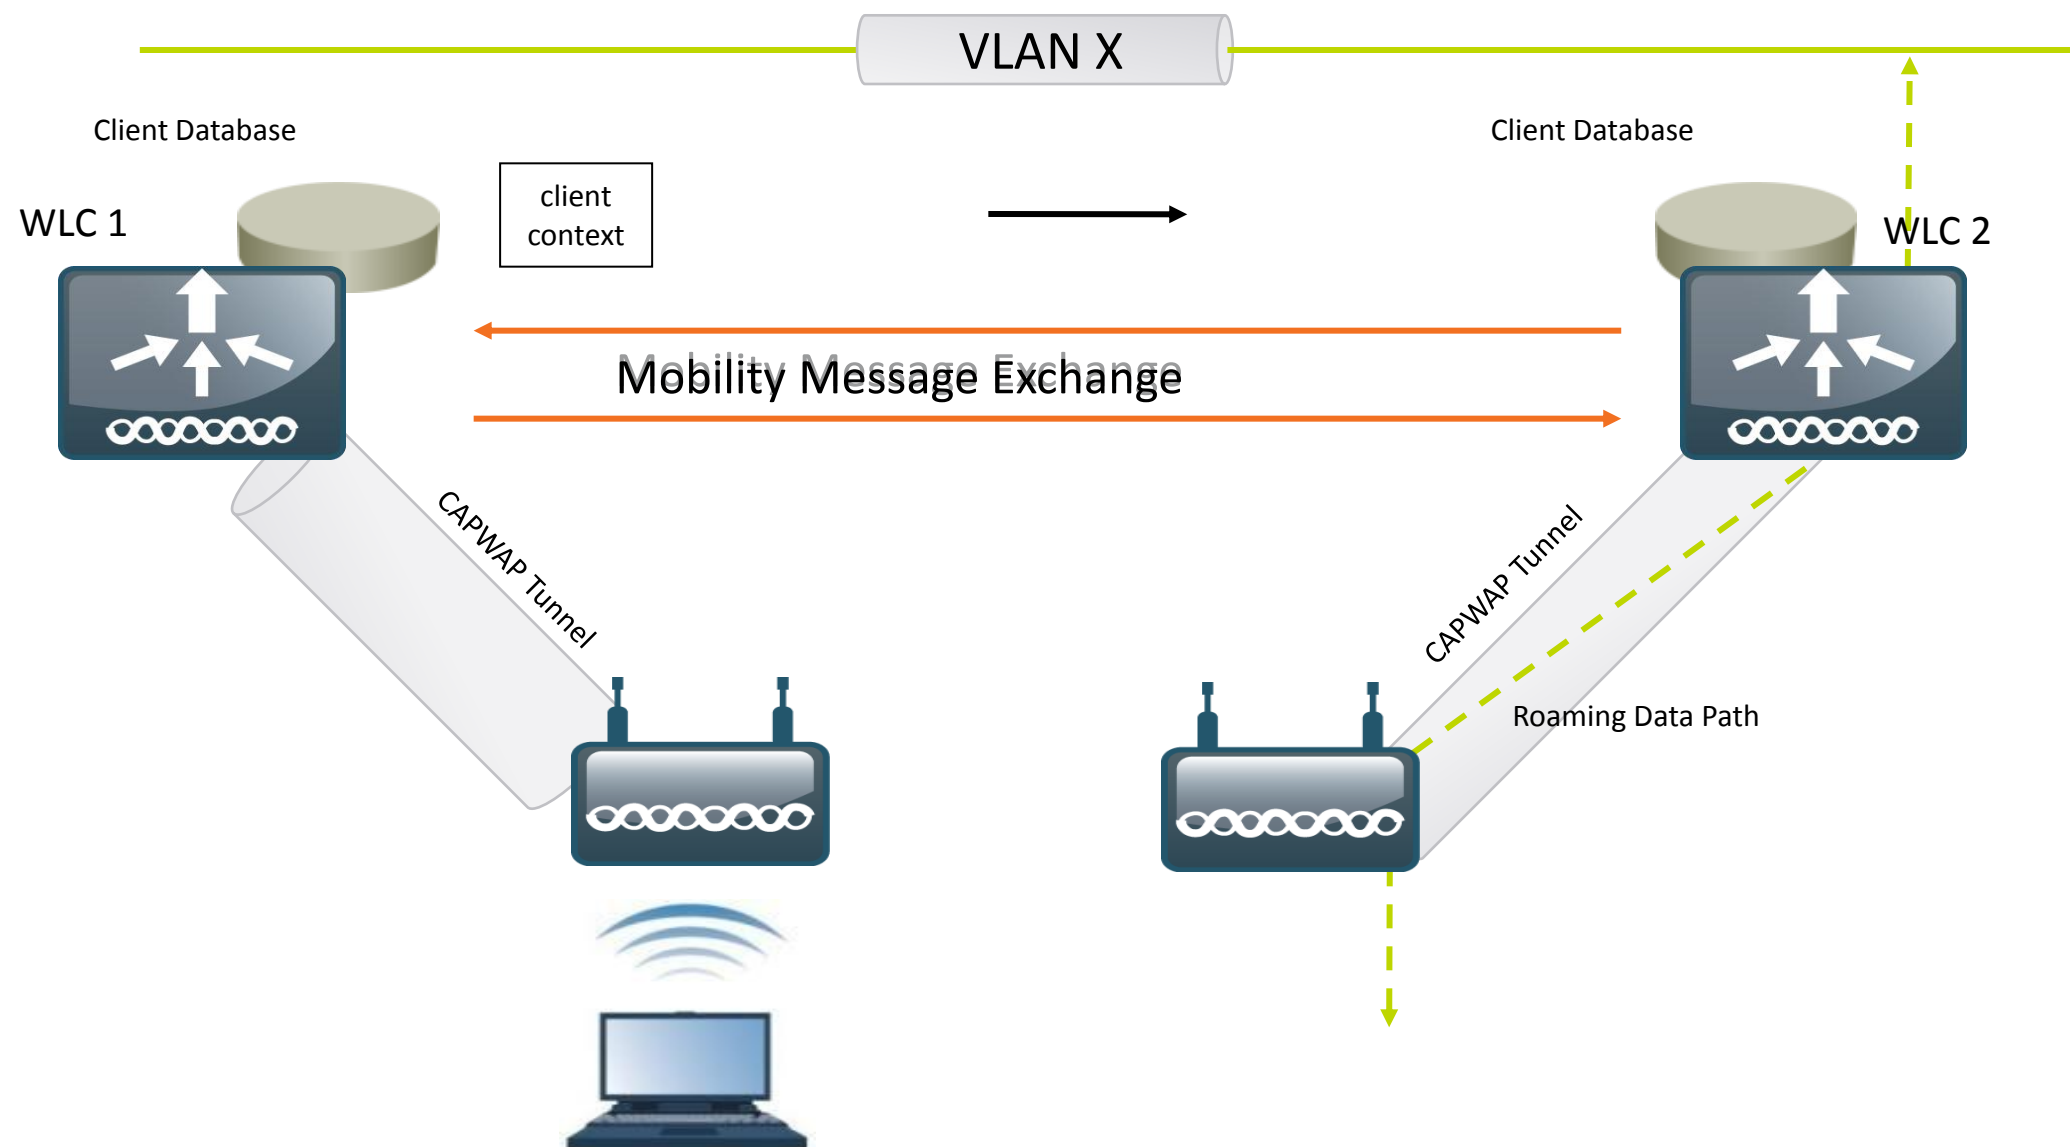 VLAN X
Client Database
Client Database
client
context
WLC 1
WLC 2
Mobility Message Exchange
CAPWAP Tunnel
CAPWAP Tunnel
Roaming Data Path